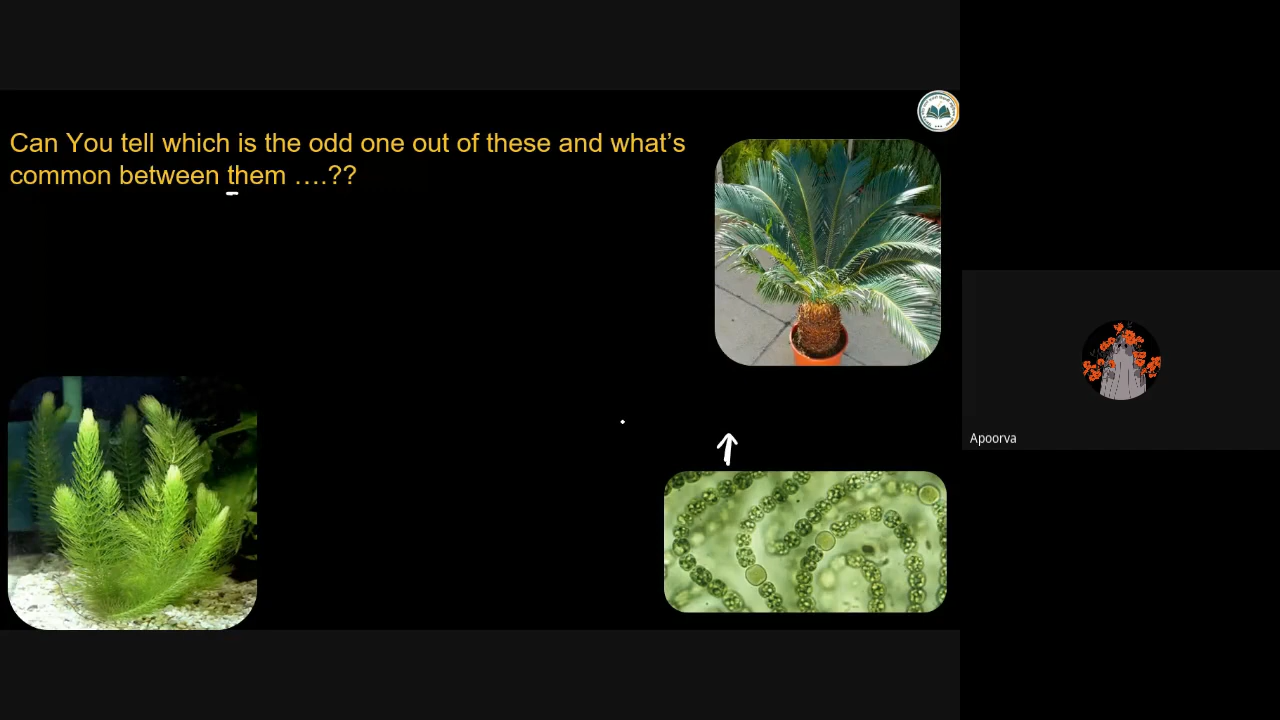 Can You tell which is the odd one out of these and what's
common between them ....??
Apoorva